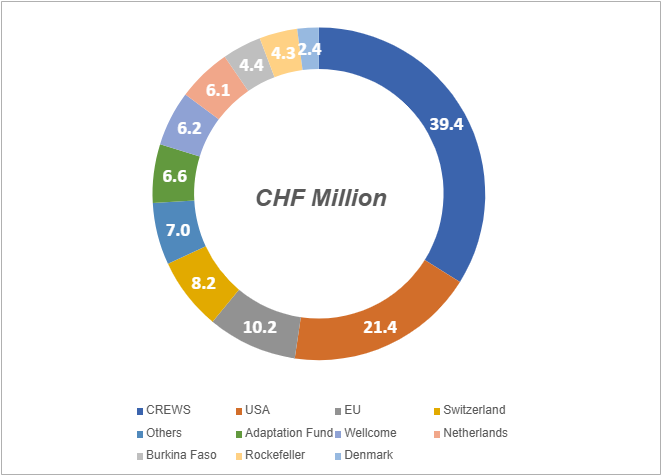 2.4
4.3
4.4
39.4
6.1
6.2
6.6
CHF Million
7.0
8.2
10.2
21.4
CREWS USA EU Switzerland
Others Adaptation Fund Wellcome Netherlands
Burkina Faso Rockefeller Denmark